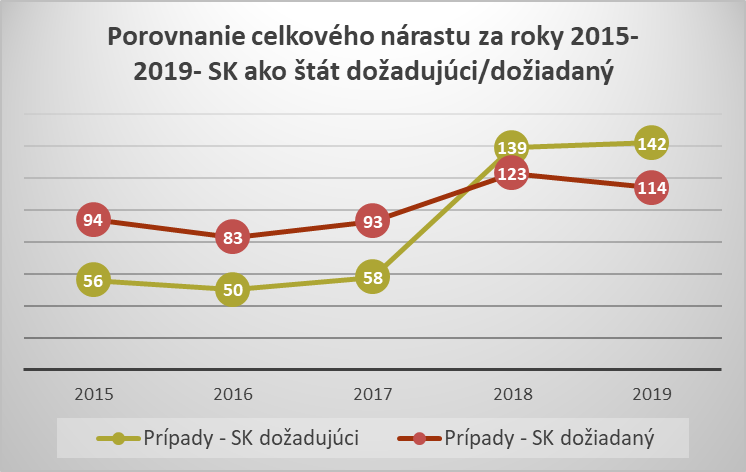 Porovnanie celkového nárastu za roky 2015-
2019- SK ako štát dožadujúci/dožiadaný
139
142
123
114
94
83
93
56
50
58
2015 2016 2017 2018 2019
Prípady - SK dožadujúci Prípady - SK dožiadaný